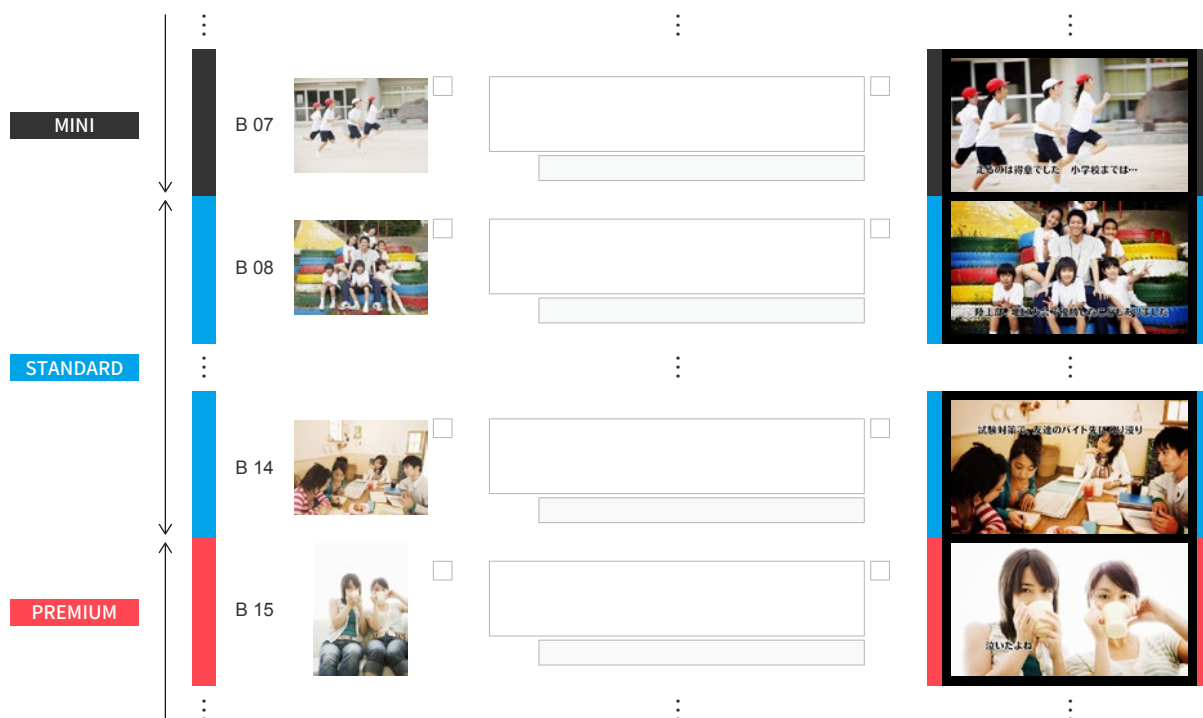 MINI
B 07
走るのは得意でした 小学校までは…
B 08
STANDARD
B 14
試験対策で、友達のバイト先に入り浸り
PREMIUM
B 15
泣いたよね